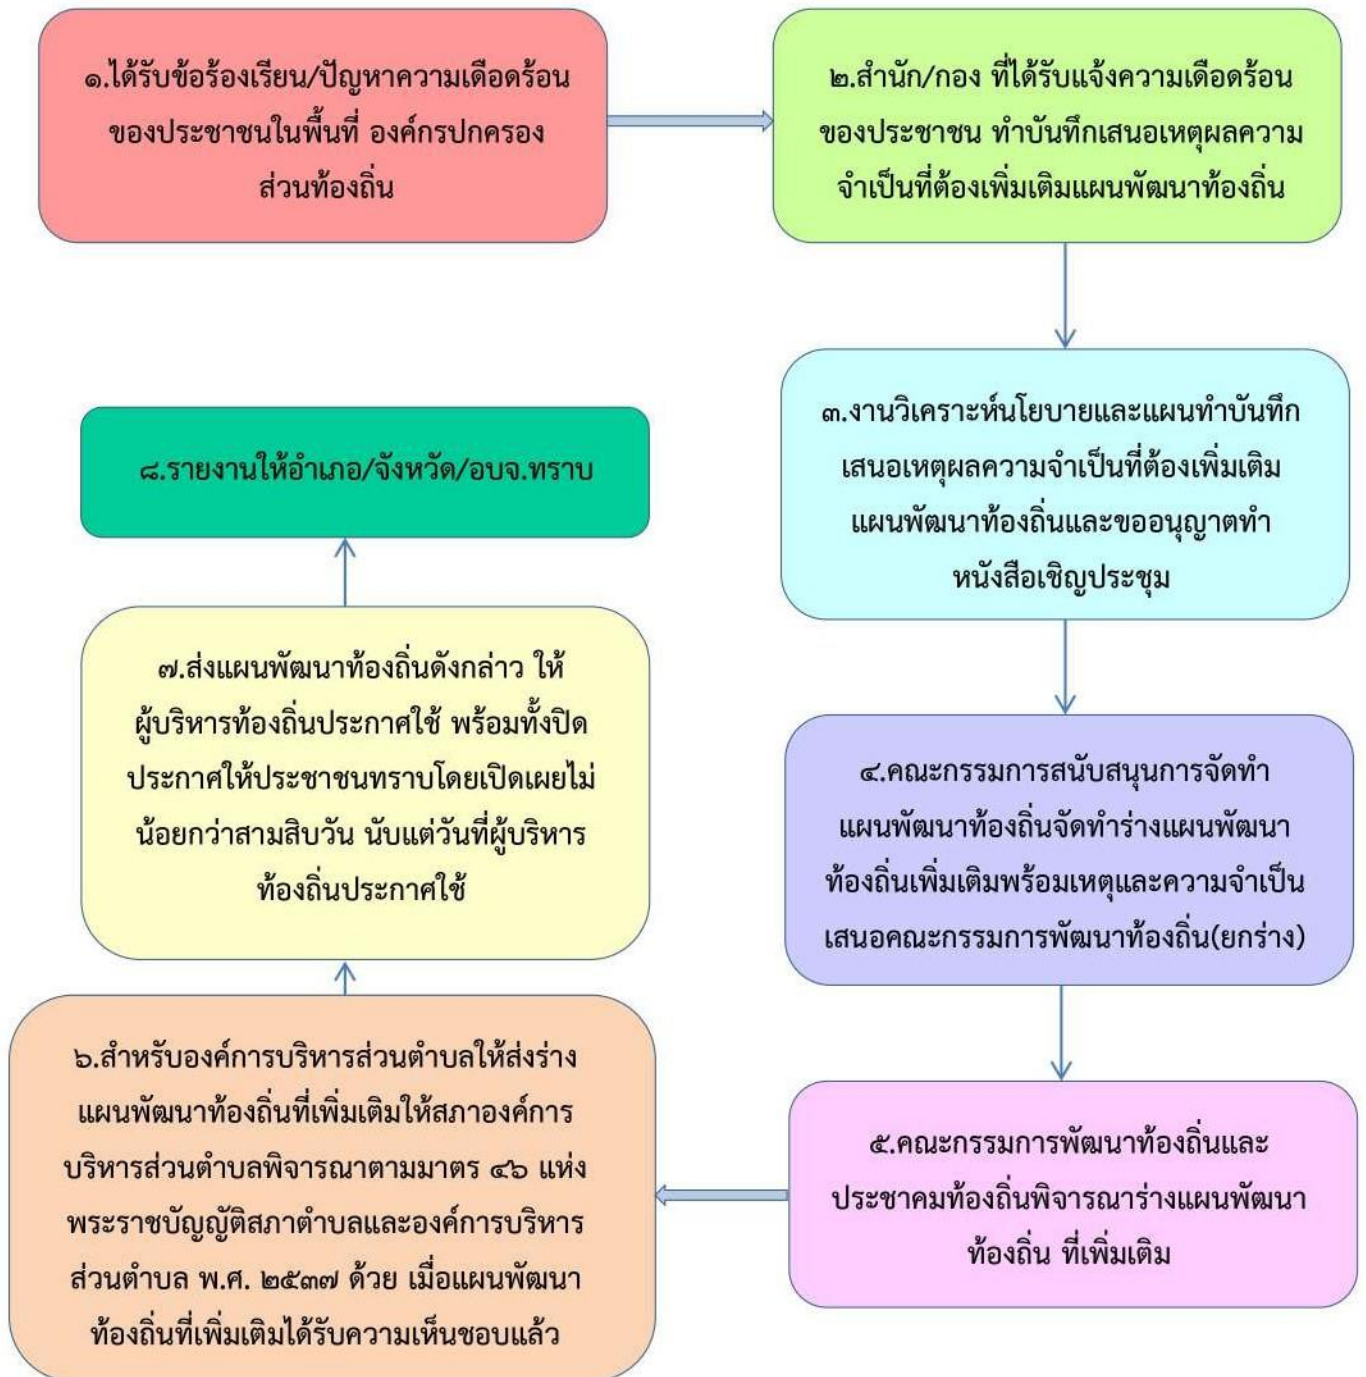 ๑.ได้รับข้อร้องเรียน/ปัญหาความเดือดร้อน
ของประชาชนในพื้นที่ องค์กรปกครอง
ส่วนท้องถิ่น
๒.สำนัก/กอง ที่ได้รับแจ้งความเดือดร้อน
ของประชาชน ทำบันทึกเสนอเหตุผลความ
จำเป็นที่ต้องเพิ่มเติมแผนพัฒนาท้องถิ่น
๓.งานวิเคราะห์นโยบายและแผนทำบันทึก
เสนอเหตุผลความจำเป็นที่ต้องเพิ่มเติม
แผนพัฒนาท้องถิ่นและขออนุญาตทำ
หนังสือเชิญประชุม
๔.คณะกรรมการสนับสนุนการจัดทำ
แผนพัฒนาท้องถิ่นจัดทำร่างแผนพัฒนา
ท้องถิ่นเพิ่มเติมพร้อมเหตุและความจำเป็น
เสนอคณะกรรมการพัฒนาท้องถิ่น(ยกร่าง)
๕.คณะกรรมการพัฒนาท้องถิ่นและ
ประชาคมท้องถิ่นพิจารณาร่างแผนพัฒนา
ท้องถิ่น ที่เพิ่มเติม
๖.สำหรับองค์การบริหารส่วนตำบลให้ส่งร่าง
แผนพัฒนาท้องถิ่นที่เพิ่มเติมให้สภาองค์การ
บริหารส่วนตำบลพิจารณาตามมาตร ๔๖ แห่ง
พระราชบัญญัติสภาตำบลและองค์การบริหาร
ส่วนตำบล พ.ศ. ๒๕๓๗ ด้วย เมื่อแผนพัฒนา
ท้องถิ่นที่เพิ่มเติมได้รับความเห็นชอบแล้ว
๗.ส่งแผนพัฒนาท้องถิ่นดังกล่าว ให้
ผู้บริหารท้องถิ่นประกาศใช้ พร้อมทั้งปิด
ประกาศให้ประชาชนทราบโดยเปิดเผยไม่
น้อยกว่าสามสิบวัน นับแต่วันที่ผู้บริหาร
ท้องถิ่นประกาศใช้
๘.รายงานให้อำเภอ/จังหวัด/อบจ.ทราบ